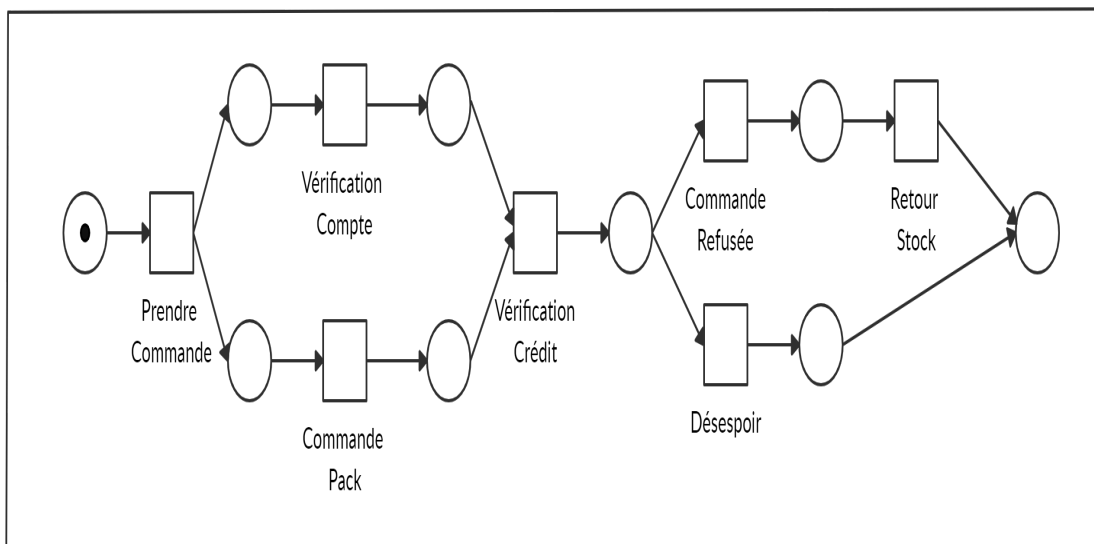 Prendre
Commande
Vérification
Compte
Commande
Pack
Vérification
Crédit
Commande
Refusée
Désespoir
Retour
Stock